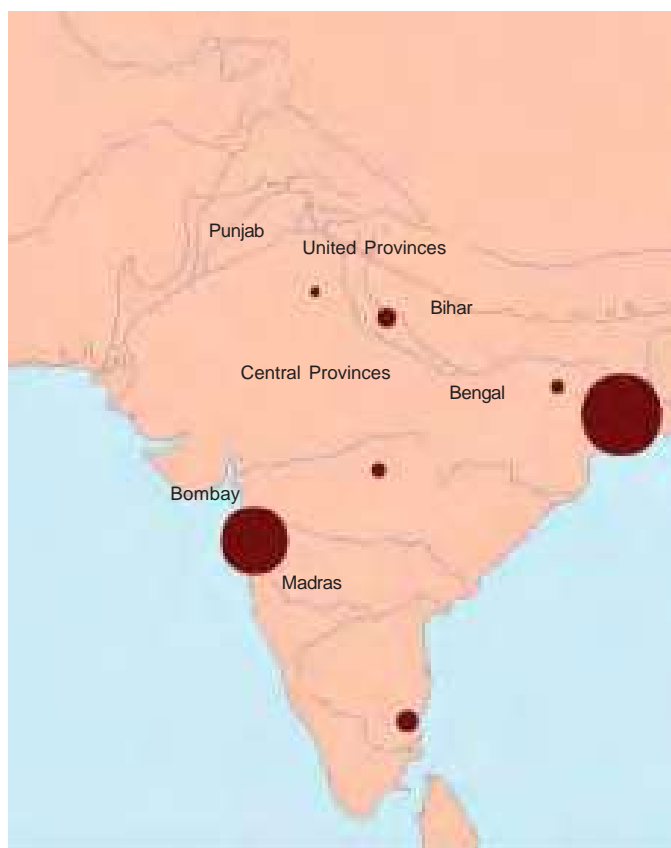 Punjab
United Provinces
Bihar
Central Provinces
Bengal
Bombay
Madras